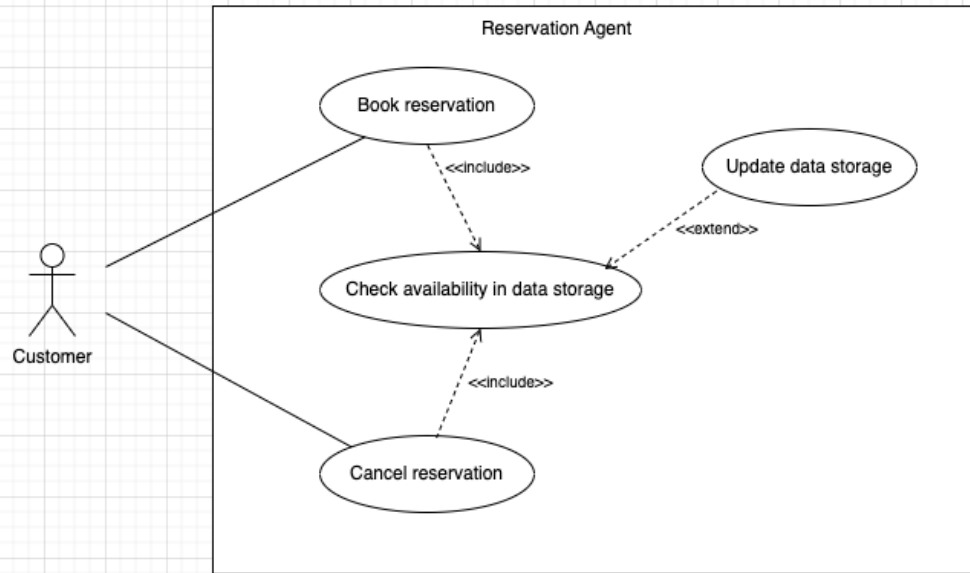 Reservation Agent
Book reservation
<<include>>
Update data storage
<<extend>>
Check availability in data storage
Customer
<<include>>
Cancel reservation